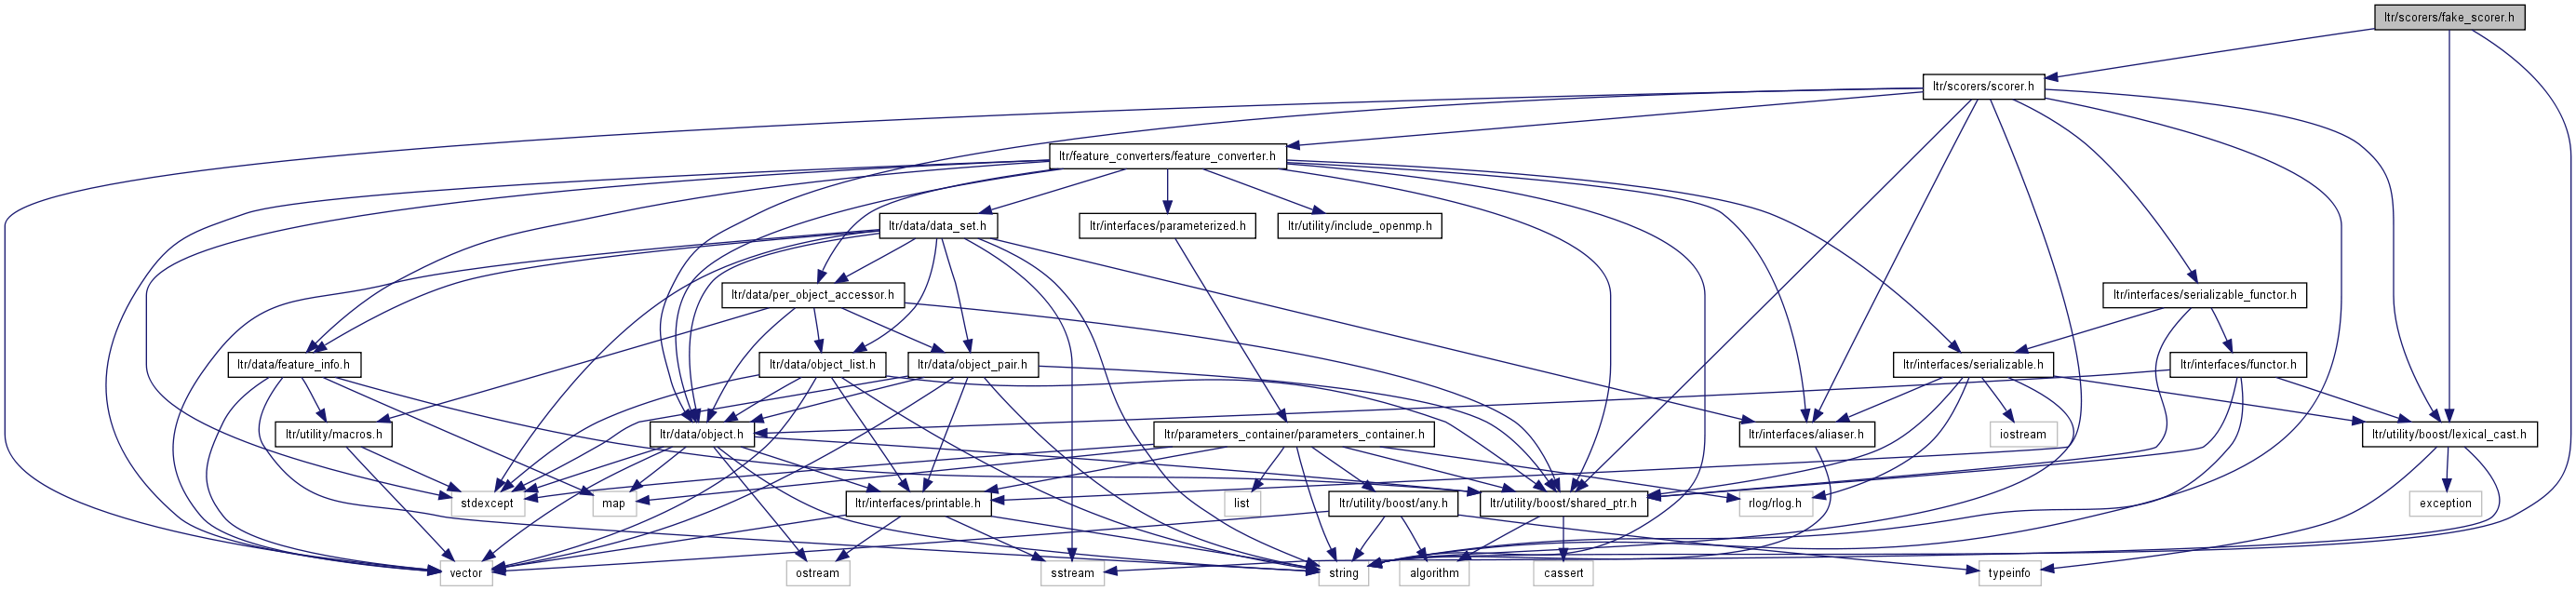 ltr/scorers/fake_scorer.h
ltr/scorers/scorer.h
ltr/feature_converters/feature_converter.h
ltr/data/data_set.h
ltr/interfaces/parameterized.h
ltr/utility/include_openmp.h
ltr/data/per_object_accessor.h
ltr/interfaces/serializable_functor.h
ltr/data/feature_info.h
ltr/data/object_list.h
ltr/data/object_pair.h
ltr/interfaces/serializable.h
ltr/interfaces/functor.h
ltr/utility/macros.h
ltr/data/object.h
ltr/parameters_container/parameters_container.h
ltr/interfaces/aliaser.h
iostream
ltr/utility/boost/lexical_cast.h
stdexcept
map
ltr/interfaces/printable.h
list
ltr/utility/boost/any.h
ltr/utility/boost/shared_ptr.h
rlog/rlog.h
exception
vector
ostream
sstream
string
algorithm
cassert
typeinfo